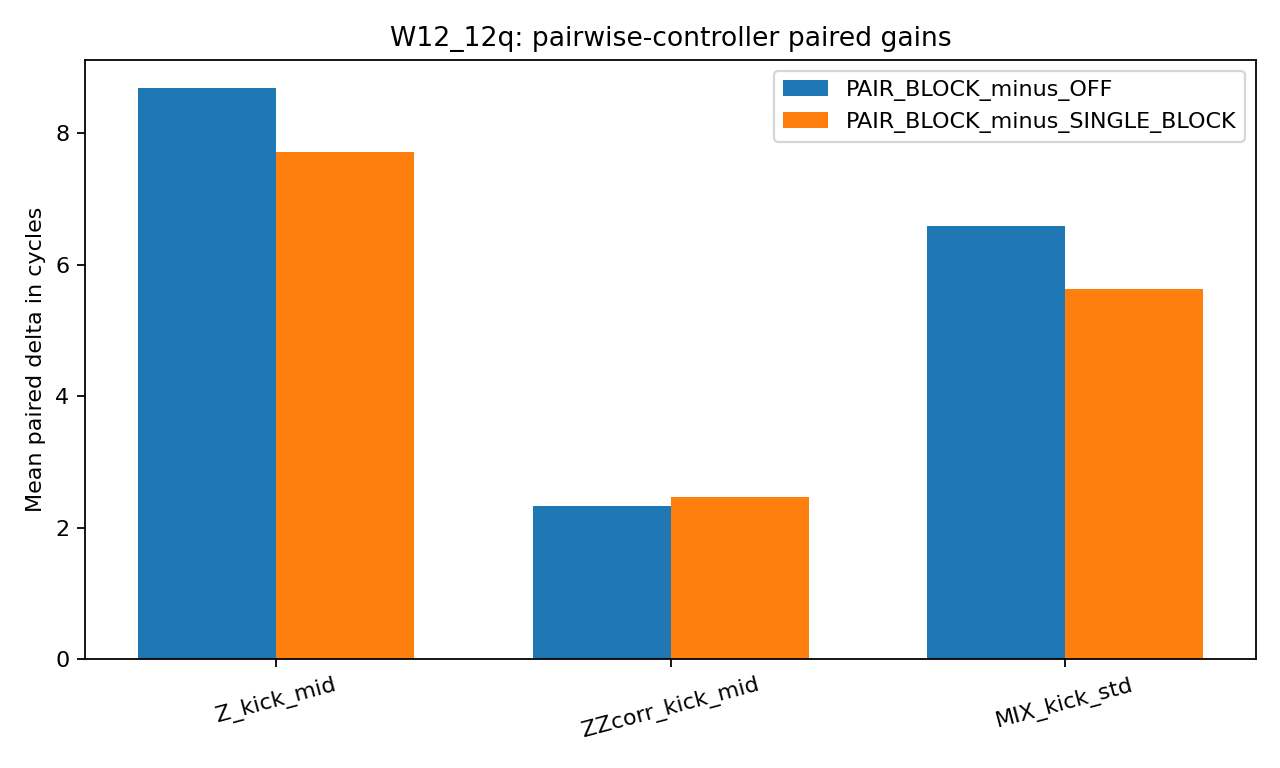 W12_12q: pairwise-controller paired gains
PAIR_BLOCK_minus_OFF
PAIR_BLOCK_minus_SINGLE_BLOCK
Mean paired delta in cycles
8
6
4
2
0
Z_kick_mid
ZZcorr_kick_mid
MIX_kick_std